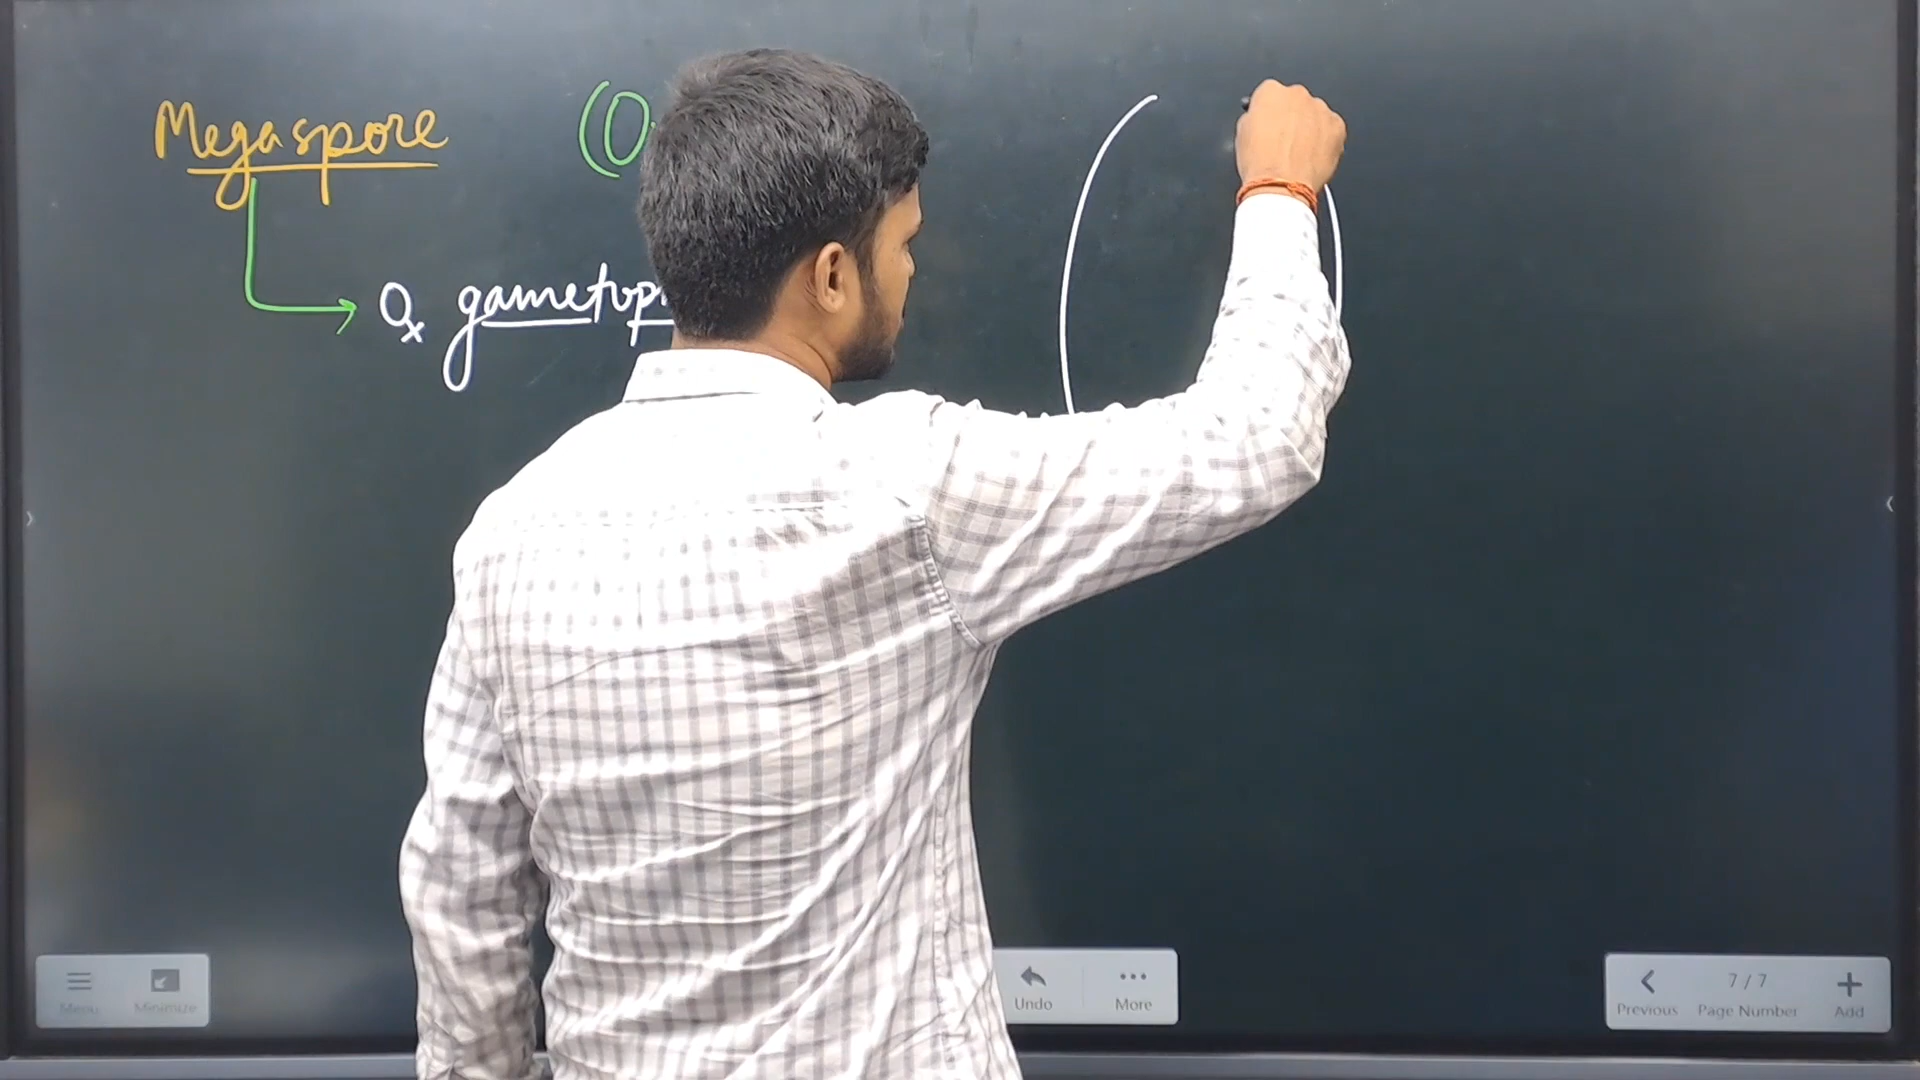 Megaspore
♀ gametop
Menu Minimize Undo More Previous 7/7 Page Number Add